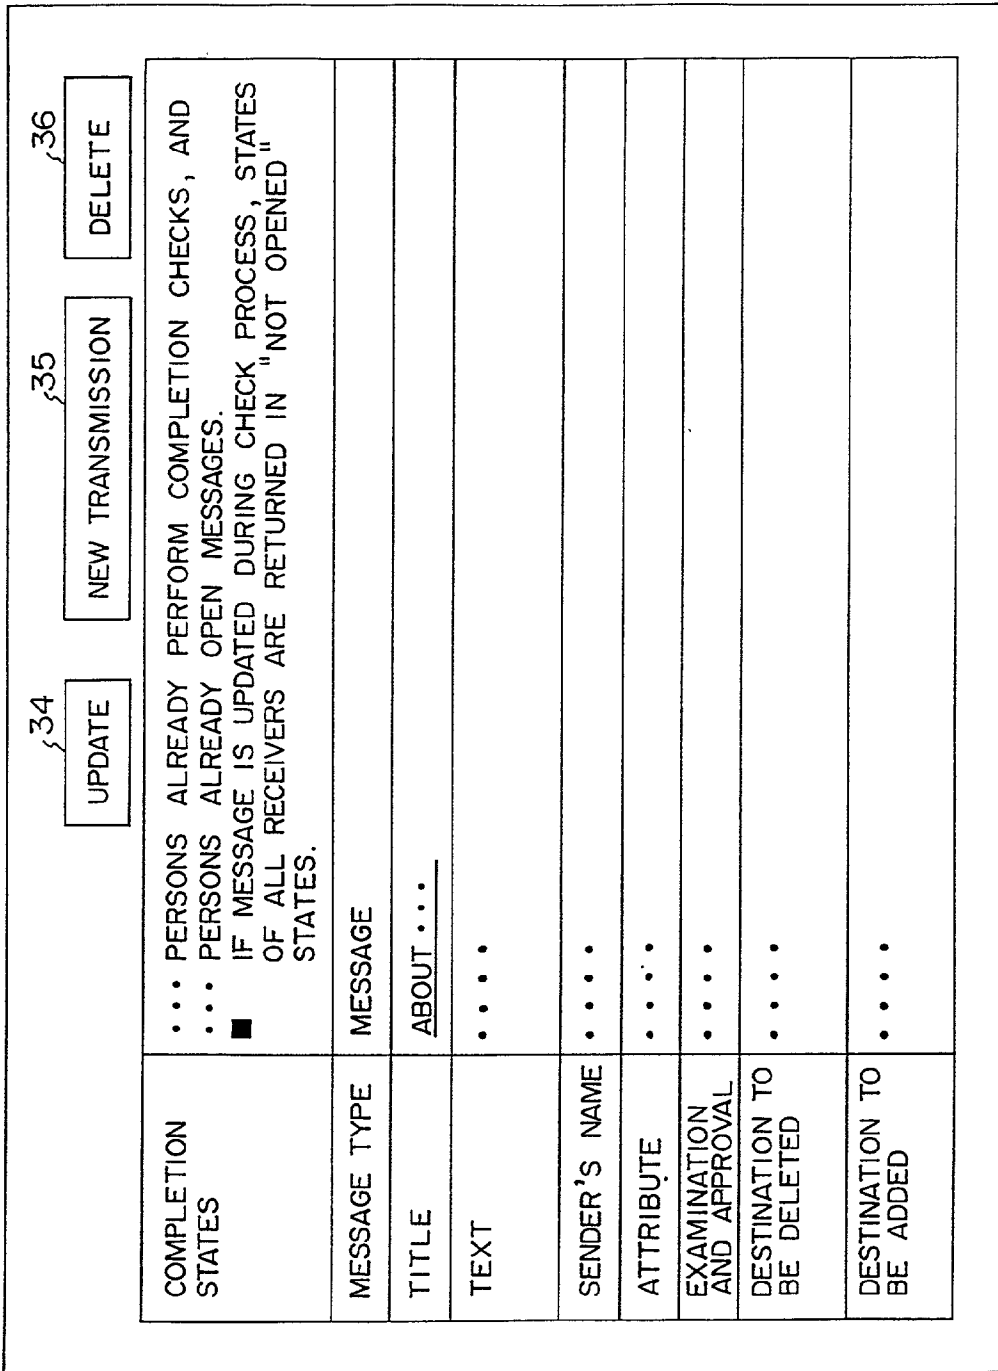 34
35
36
UPDATE
NEW TRANSMISSION
DELETE
COMPLETION
STATES
... PERSONS ALREADY PERFORM COMPLETION CHECKS, AND
... PERSONS ALREADY OPEN MESSAGES.
■ IF MESSAGE IS UPDATED DURING CHECK PROCESS, STATES
OF ALL RECEIVERS ARE RETURNED IN "NOT OPENED"
STATES.
MESSAGE TYPE
MESSAGE
TITLE
ABOUT ...
TEXT
....
SENDER'S NAME
....
ATTRIBUTE
....
EXAMINATION
AND APPROVAL
....
DESTINATION TO
BE DELETED
....
DESTINATION TO
BE ADDED
....